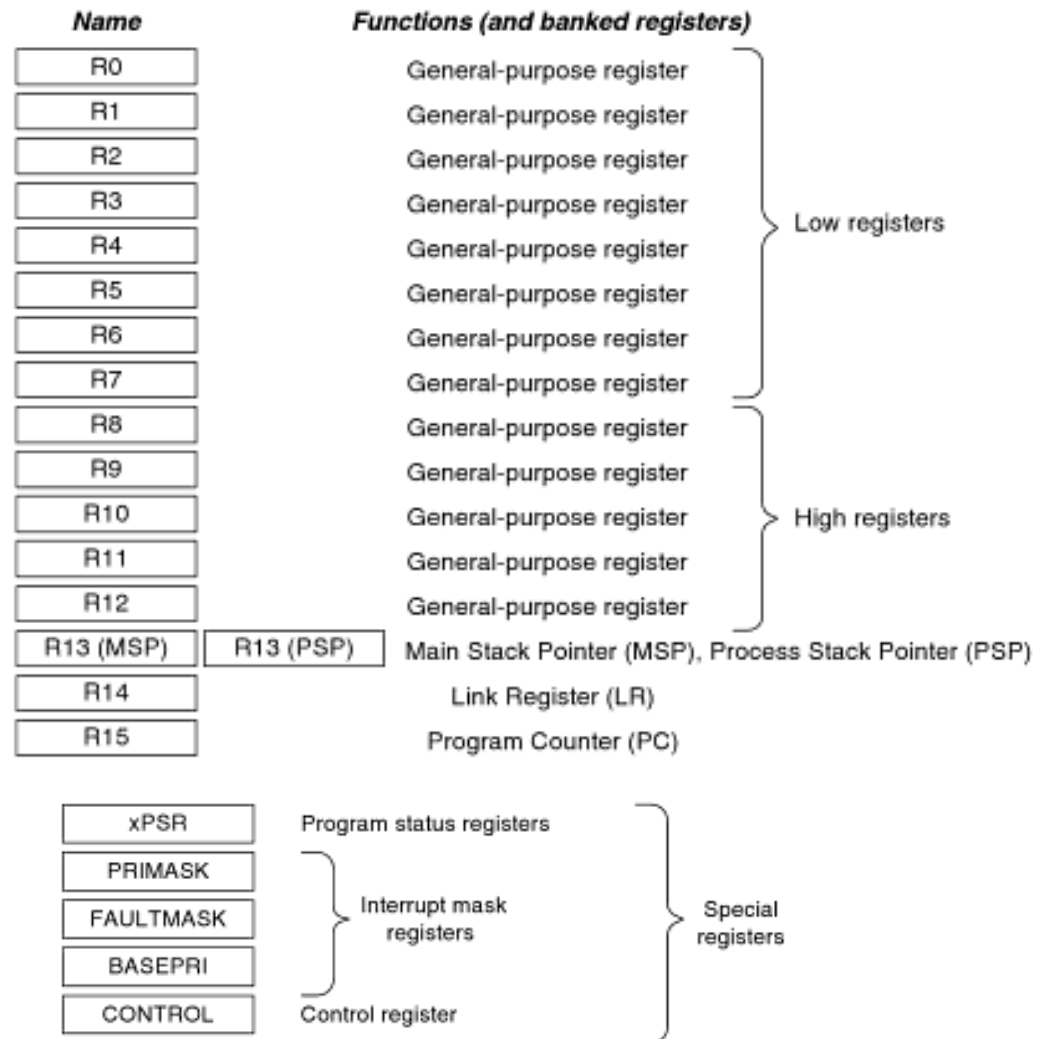 Name Functions (and banked registers)
R0 General-purpose register
R1 General-purpose register
R2 General-purpose register
R3 General-purpose register
Low registers
R4 General-purpose register
R5 General-purpose register
R6 General-purpose register
R7 General-purpose register
R8 General-purpose register
R9 General-purpose register
R10 General-purpose register
High registers
R11 General-purpose register
R12 General-purpose register
R13 (MSP) R13 (PSP) Main Stack Pointer (MSP), Process Stack Pointer (PSP)
R14 Link Register (LR)
R15 Program Counter (PC)
xPSR Program status registers
PRIMASK
FAULTMASK
Interrupt mask
registers
Special
registers
BASEPRI
CONTROL Control register